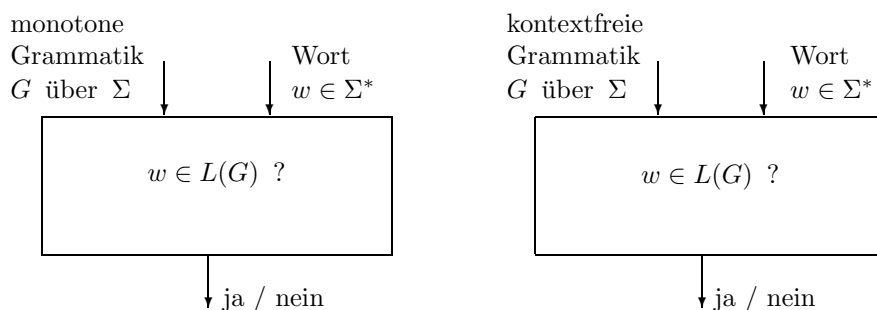 monotone
Grammatik
G über Σ
Wort
w ∈ Σ*
w ∈ L(G) ?
ja / nein
kontextfreie
Grammatik
G über Σ
Wort
w ∈ Σ*
w ∈ L(G) ?
ja / nein